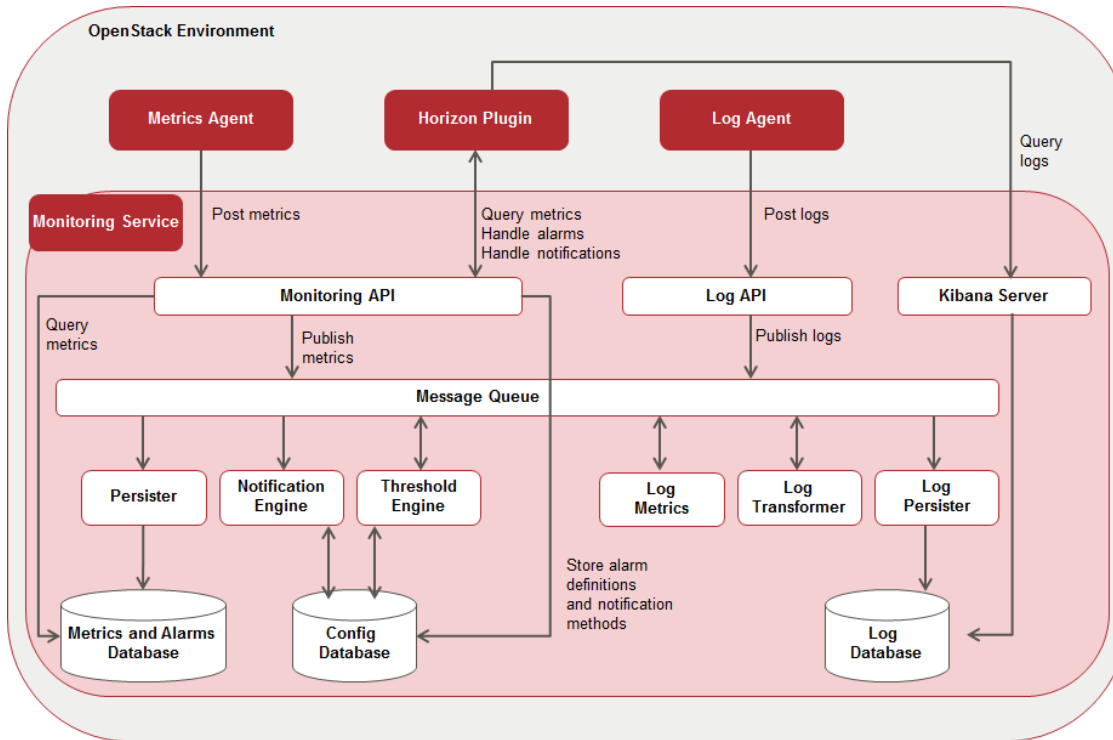 OpenStack Environment
Metrics Agent
Horizon Plugin
Log Agent
Query
logs
Monitoring Service
Post metrics
Query metrics
Handle alarms
Handle notifications
Post logs
Monitoring API
Log API
Kibana Server
Query
metrics
Publish
metrics
Publish logs
Message Queue
Persister
Notification
Engine
Threshold
Engine
Log
Metrics
Log
Transformer
Log
Persister
Store alarm
definitions
and notification
methods
Metrics and Alarms
Database
Config
Database
Log
Database